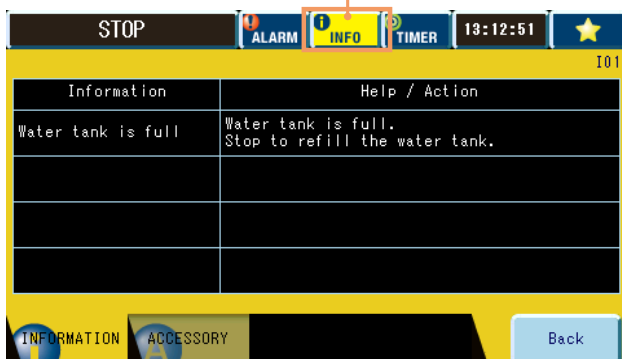 STOP
ALARM
INFO
TIMER
13:12:51
I01
Information
Help / Action
Water tank is full
Water tank is full.
Stop to refill the water tank.
INFORMATION
ACCESSORY
Back